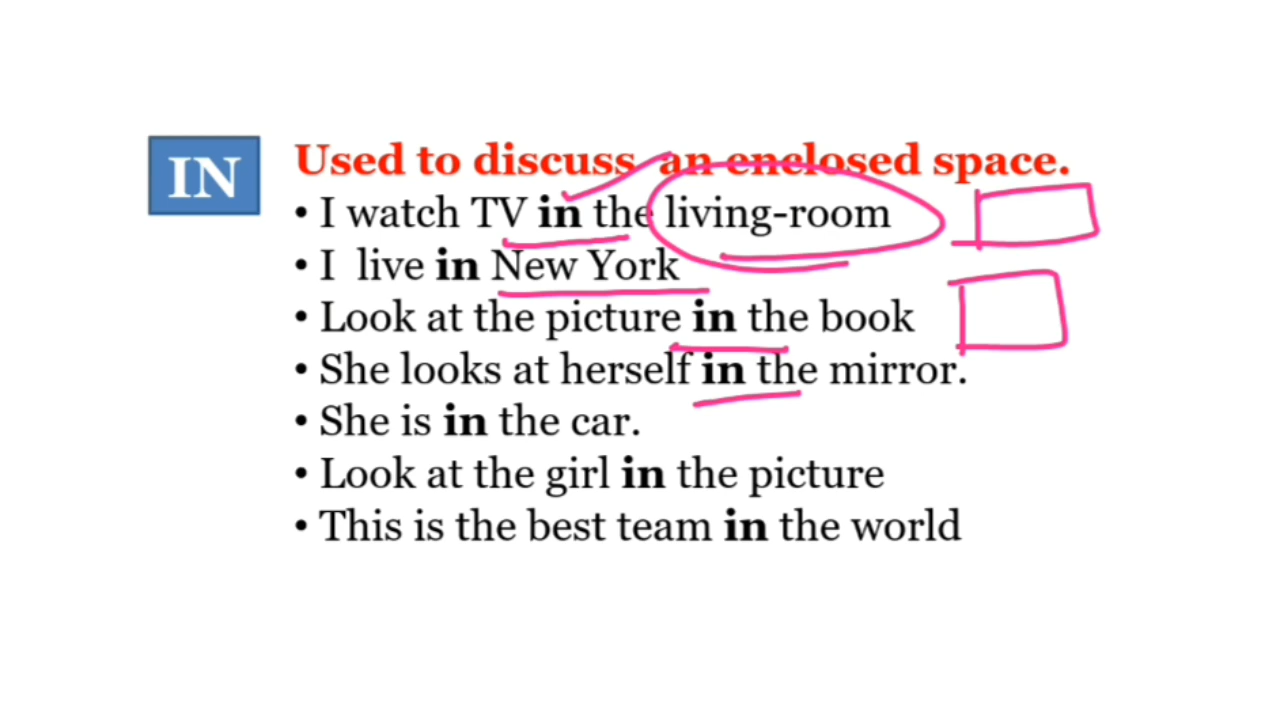 IN
Used to discuss an enclosed space.
• I watch TV in the living-room
• I live in New York
• Look at the picture in the book
• She looks at herself in the mirror.
• She is in the car.
• Look at the girl in the picture
• This is the best team in the world